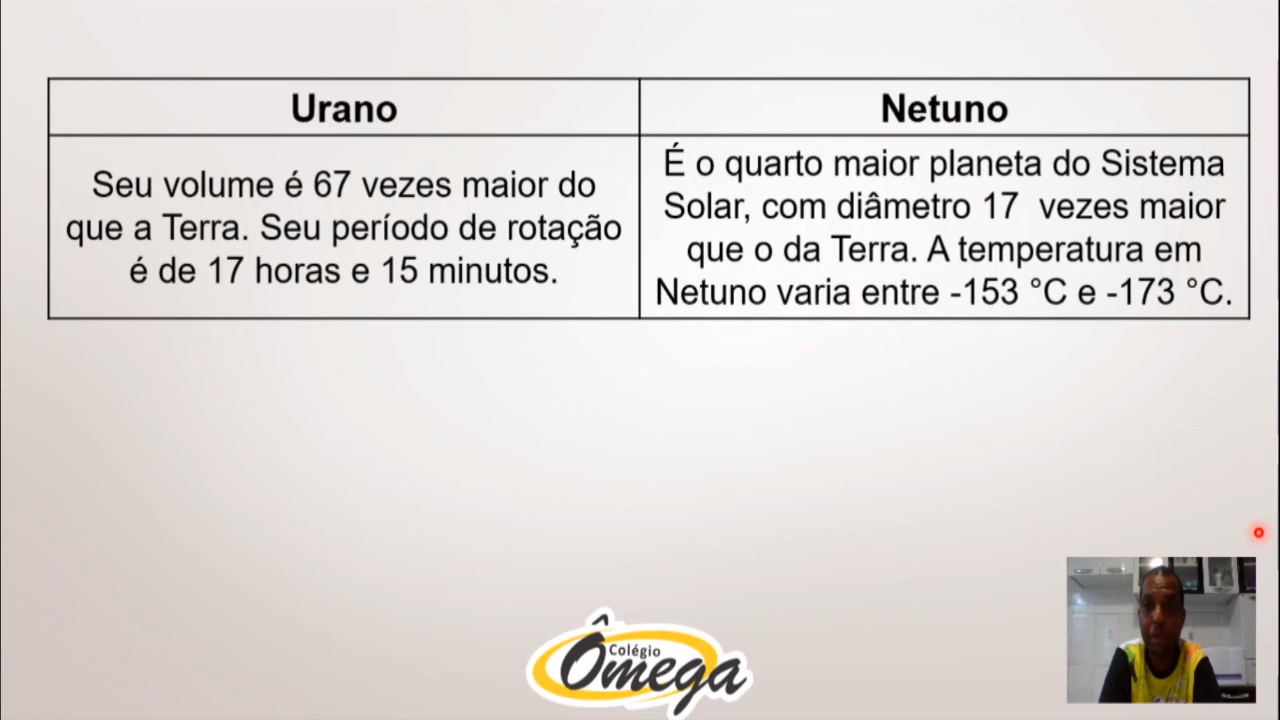 Urano
Netuno
Seu volume é 67 vezes maior do
que a Terra. Seu período de rotação
é de 17 horas e 15 minutos.
É o quarto maior planeta do Sistema
Solar, com diâmetro 17 vezes maior
que o da Terra. A temperatura em
Netuno varia entre -153 °C e -173 °C.
Colégio
Ômega